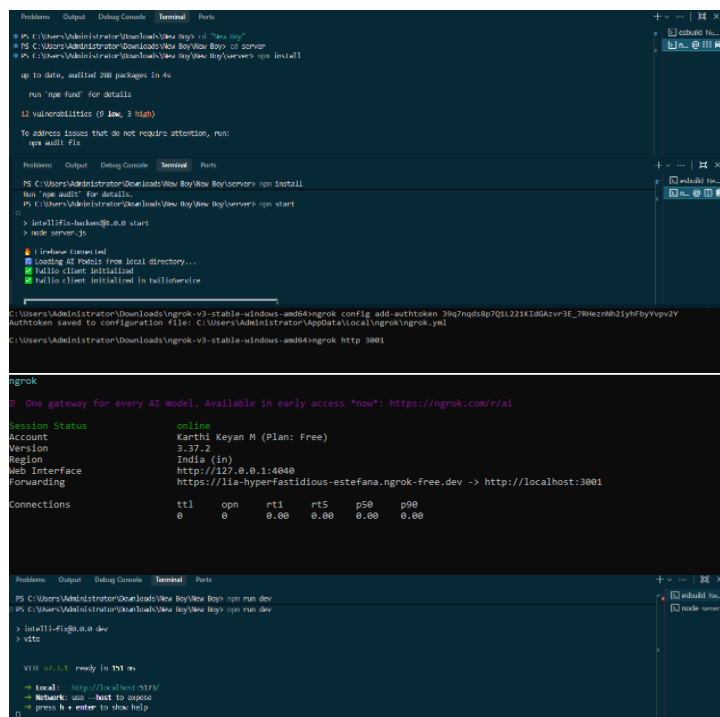 Problems Output Debug Console Terminal Ports
PS C:\Users\Administrator\Downloads\New Boy> cd "New Boy"
PS C:\Users\Administrator\Downloads\New Boy\New Boy> cd server
PS C:\Users\Administrator\Downloads\New Boy\New Boy\server> npm install
up to date, audited 288 packages in 4s
run `npm fund` for details
12 vulnerabilities (9 low, 3 high)
To address issues that do not require attention, run:
npm audit fix
esbuild Ne...
n...
Problems Output Debug Console Terminal Ports
PS C:\Users\Administrator\Downloads\New Boy\New Boy\server> npm install
Run `npm audit` for details.
PS C:\Users\Administrator\Downloads\New Boy\New Boy\server> npm start
> intellifix-backend@1.0.0 start
> node server.js
Firebase Connected
Loading AI Models from local directory...
Twilio client initialized
Twilio client initialized in twilioService
esbuild Ne...
n...
C:\Users\Administrator\Downloads\ngrok-v3-stable-windows-amd64>ngrok config add-authtoken 39q7nqds8p7Q1L221KIdGAzvr3E_7RHeznNh2iyhFbyYvpv2Y
Authtoken saved to configuration file: C:\Users\Administrator\AppData\Local\ngrok\ngrok.yml
C:\Users\Administrator\Downloads\ngrok-v3-stable-windows-amd64>ngrok http 3001
ngrok
One gateway for every AI model. Available in early access *now*: https://ngrok.com/r/ai
Session Status online
Account Karthi Keyan M (Plan: Free)
Version 3.37.2
Region India (in)
Web Interface http://127.0.0.1:4040
Forwarding https://lia-hyperfastidious-estefana.ngrok-free.dev -> http://localhost:3001
Connections ttl opn rt1 rt5 p50 p90
0 0 0.00 0.00 0.00 0.00
Problems Output Debug Console Terminal Ports
PS C:\Users\Administrator\Downloads\New Boy\New Boy> npm run dev
PS C:\Users\Administrator\Downloads\New Boy\New Boy> npm run dev
> intelli-fix@0.0.0 dev
> vite
VITE v7.3.1 ready in 151 ms
→ Local: http://localhost:5173/
→ Network: use --host to expose
→ press h + enter to show help
esbuild Ne...
node server